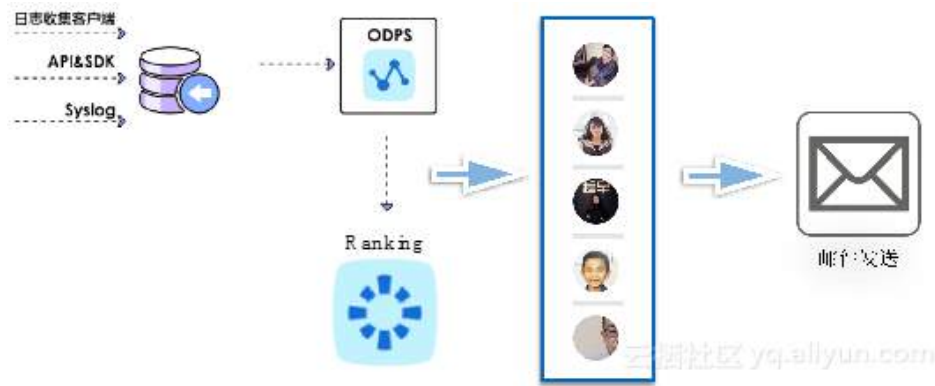 日志收集客户端
API&SDK
Syslog
ODPS
Ranking
邮件发送
云栖社区 yq.aliyun.com